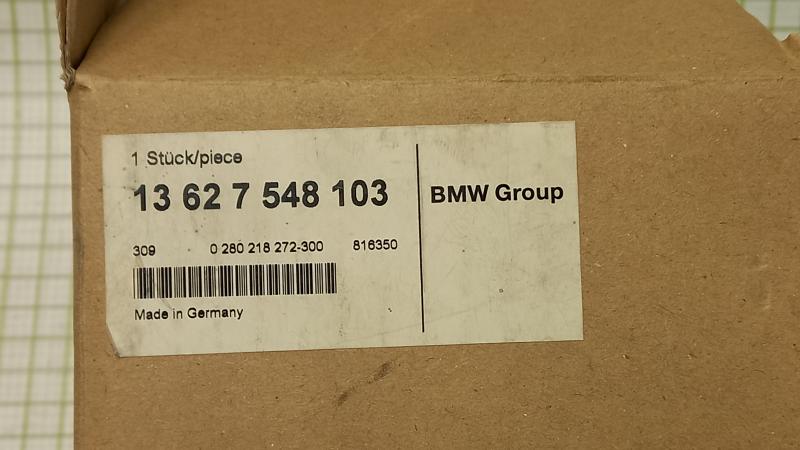 1 Stück/piece
13 62 7 548 103
BMW Group
309 0 280 218 272-300 816350
Made in Germany